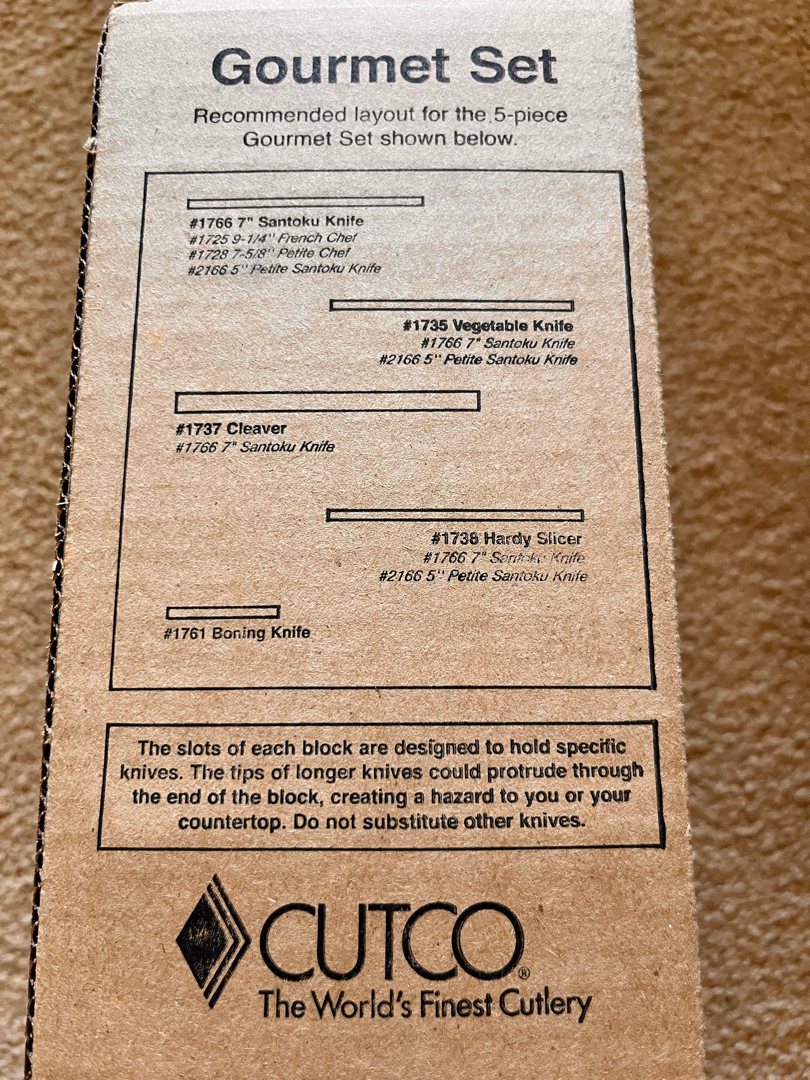 Gourmet Set
Recommended layout for the 5-piece
Gourmet Set shown below.
#1766 7" Santoku Knife
#1725 9-1/4" French Chef
#1728 7-5/8" Petite Chef
#2166 5" Petite Santoku Knife
#1735 Vegetable Knife
#1766 7" Santoku Knife
#2166 5" Petite Santoku Knife
#1737 Cleaver
#1766 7" Santoku Knife
#1738 Hardy Slicer
#1766 7" Santoku Knife
#2166 5" Petite Santoku Knife
#1761 Boning Knife
The slots of each block are designed to hold specific
knives. The tips of longer knives could protrude through
the end of the block, creating a hazard to you or your
countertop. Do not substitute other knives.
CUTCO®
The World's Finest Cutlery